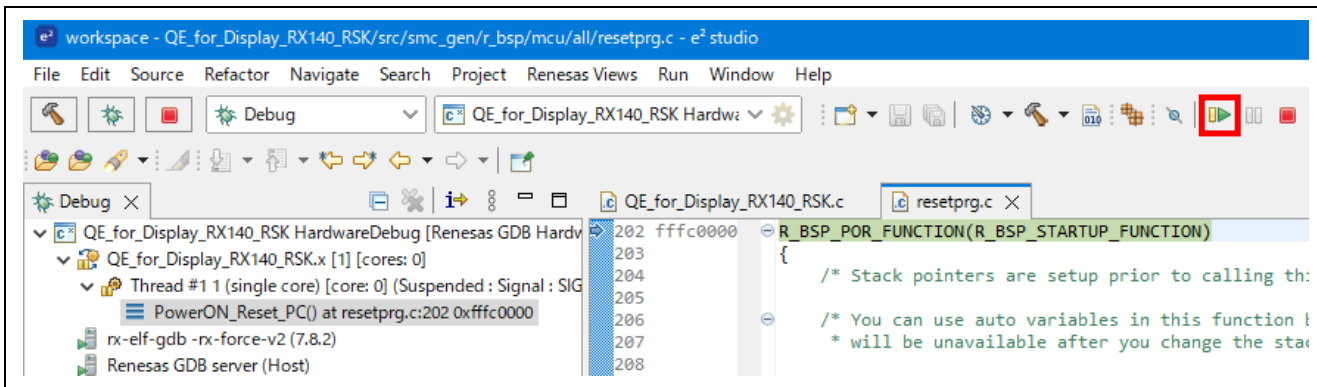 workspace - QE_for_Display_RX140_RSK/src/smc_gen/r_bsp/mcu/all/resetprg.c - e² studio
File Edit Source Refactor Navigate Search Project Renesas Views Run Window Help
Debug QE_for_Display_RX140_RSK Hardwa 010
Debug QE_for_Display_RX140_RSK.c resetprg.c
QE_for_Display_RX140_RSK HardwareDebug [Renesas GDB Hardw
QE_for_Display_RX140_RSK.x [1] [cores: 0]
Thread #1 1 (single core) [core: 0] (Suspended : Signal : SIG
PowerON_Reset_PC() at resetprg.c:202 0xfffc0000
rx-elf-gdb -rx-force-v2 (7.8.2)
Renesas GDB server (Host)
202 fffc0000 R_BSP_POR_FUNCTION(R_BSP_STARTUP_FUNCTION)
203 {
204 /* Stack pointers are setup prior to calling thi
205
206 /* You can use auto variables in this function b
207 * will be unavailable after you change the stac
208